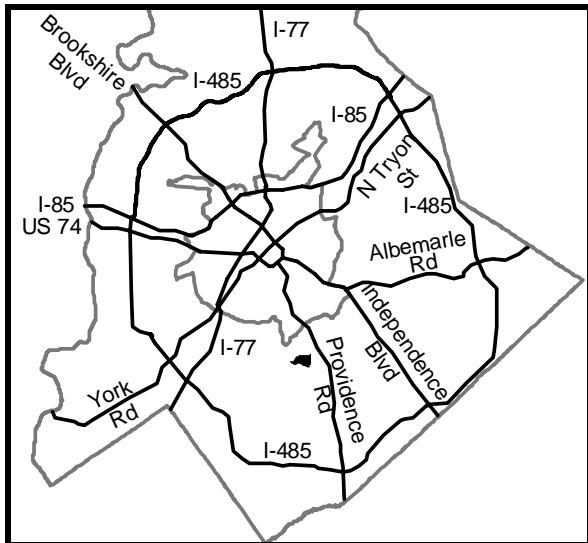 I-77
Brookshire
Blvd
I-485
I-85
N Tryon
St
I-85
I-485
US 74
Albemarle
Rd
Independence
Blvd
I-77
Providence
Rd
York
Rd
I-485